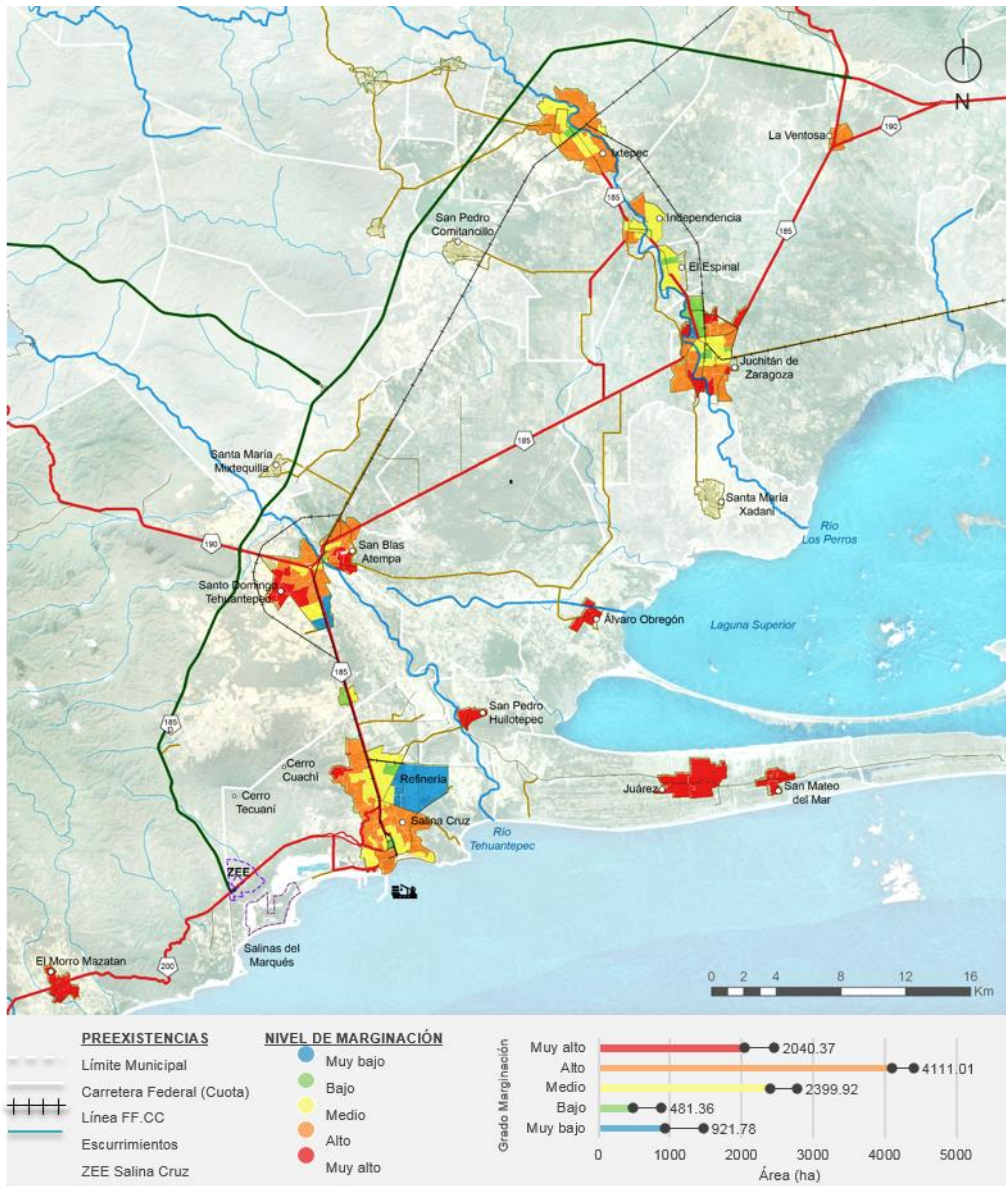 N
190
La Ventosa
Ixtepec
185
San Pedro
Comitancillo
Independencia
185
El Espinal
Juchitán de
Zaragoza
185
Santa María
Mixtequilla
Santa María
Xadani
Río
Los Perros
190
San Blas
Atempa
Santo Domingo
Tehuantepec
Álvaro Obregón
Laguna Superior
185
185
D
San Pedro
Huilotepec
Cerro
Cuachí
Refinería
Cerro
Tecuaní
Juárez
San Mateo
del Mar
Salina Cruz
Río
Tehuantepec
ZEE
Salinas del
Marqués
El Morro Mazatan
200
0 2 4 8 12 16
Km
PREEXISTENCIAS
Límite Municipal
Carretera Federal (Cuota)
Línea FF.CC
Escurrimientos
ZEE Salina Cruz
NIVEL DE MARGINACIÓN
Muy bajo
Bajo
Medio
Alto
Muy alto
Grado Marginación
Muy alto 2040.37
Alto 4111.01
Medio 2399.92
Bajo 481.36
Muy bajo 921.78
0 1000 2000 3000 4000 5000
Área (ha)